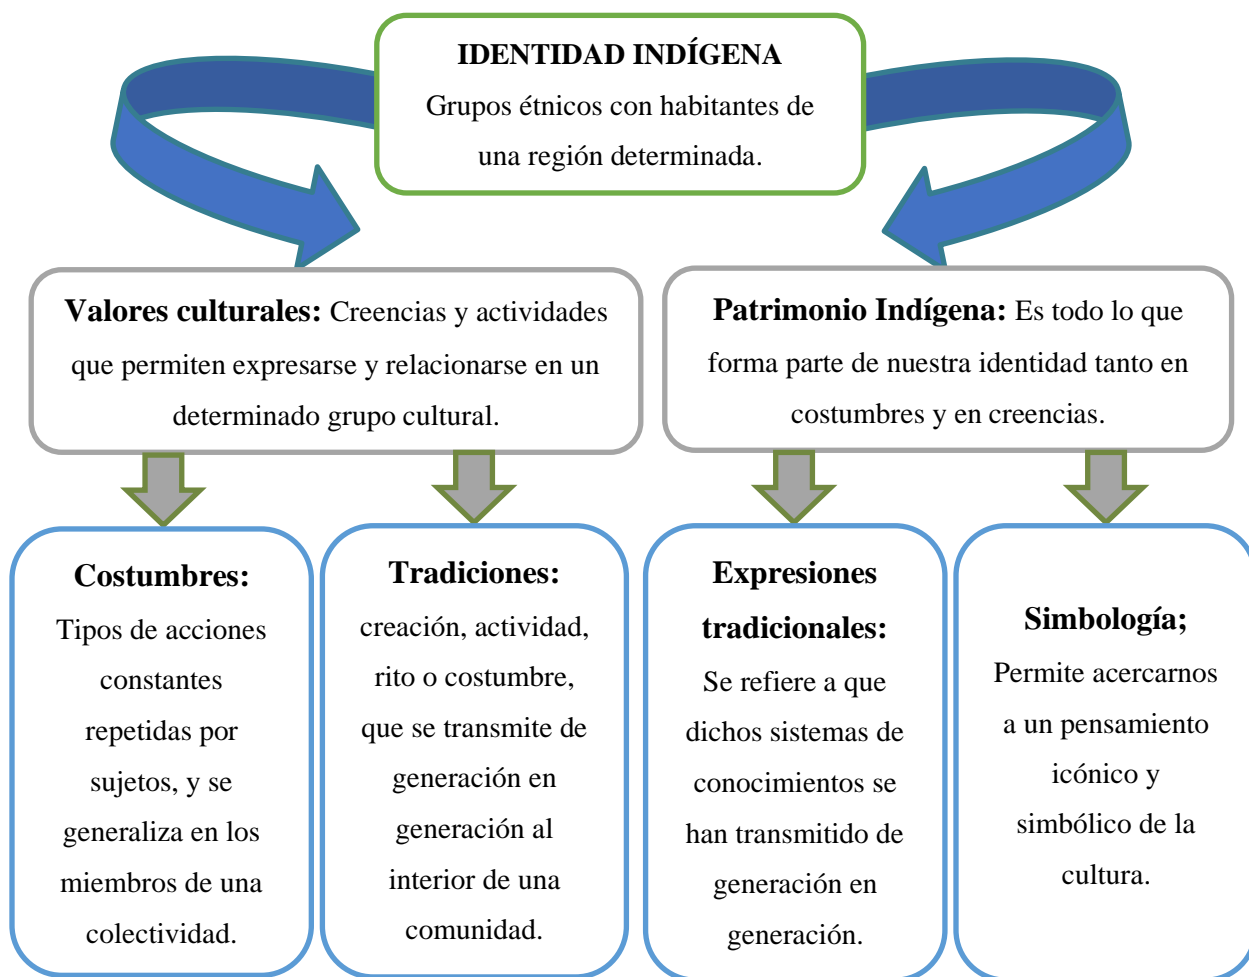 IDENTIDAD INDÍGENA
Grupos étnicos con habitantes de
una región determinada.
Valores culturales: Creencias y actividades
que permiten expresarse y relacionarse en un
determinado grupo cultural.
Patrimonio Indígena: Es todo lo que
forma parte de nuestra identidad tanto en
costumbres y en creencias.
Costumbres:
Tipos de acciones
constantes
repetidas por
sujetos, y se
generaliza en los
miembros de una
colectividad.
Tradiciones:
creación, actividad,
rito o costumbre,
que se transmite de
generación en
generación al
interior de una
comunidad.
Expresiones
tradicionales:
Se refiere a que
dichos sistemas de
conocimientos se
han transmitido de
generación en
generación.
Simbología;
Permite acercarnos
a un pensamiento
icónico y
simbólico de la
cultura.